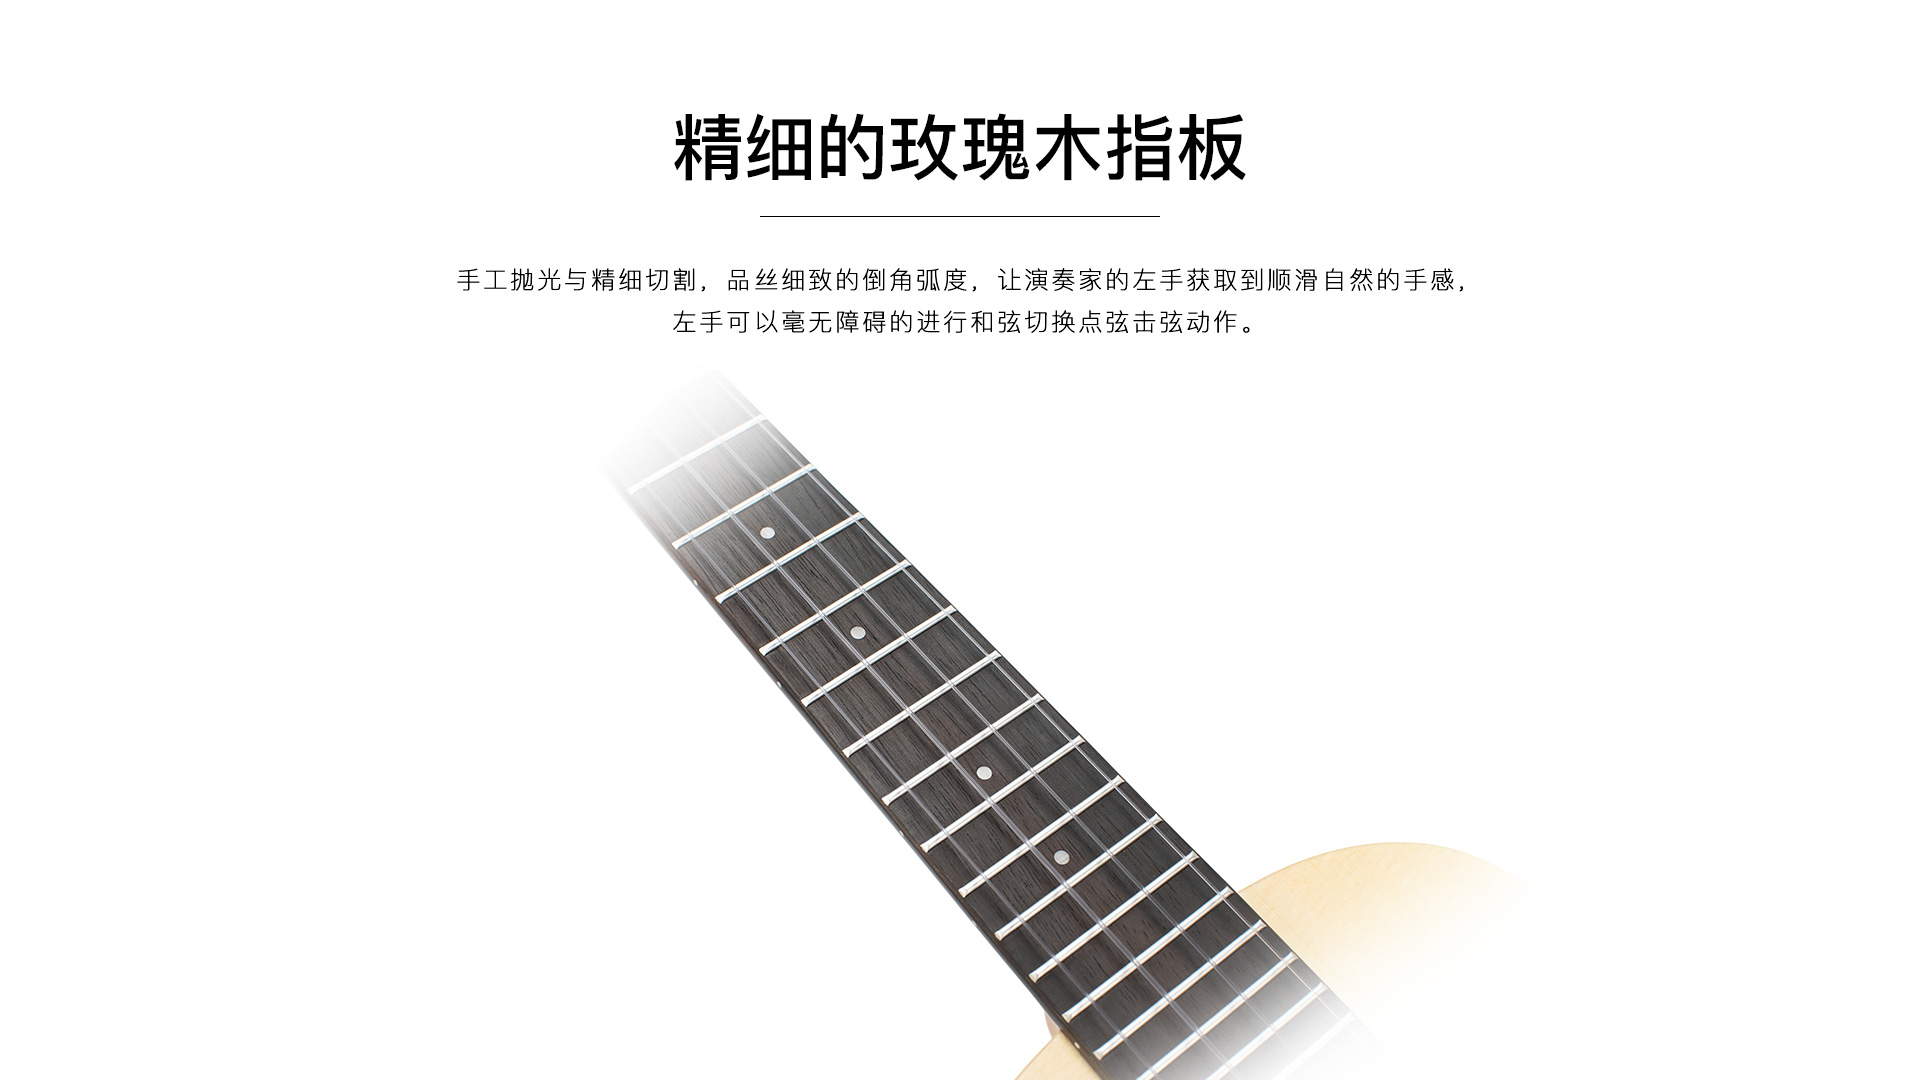 精细的玫瑰木指板
手工抛光与精细切割，品丝细致的倒角弧度，让演奏家的左手获取到顺滑自然的手感，
左手可以毫无障碍的进行和弦切换点弦击弦动作。